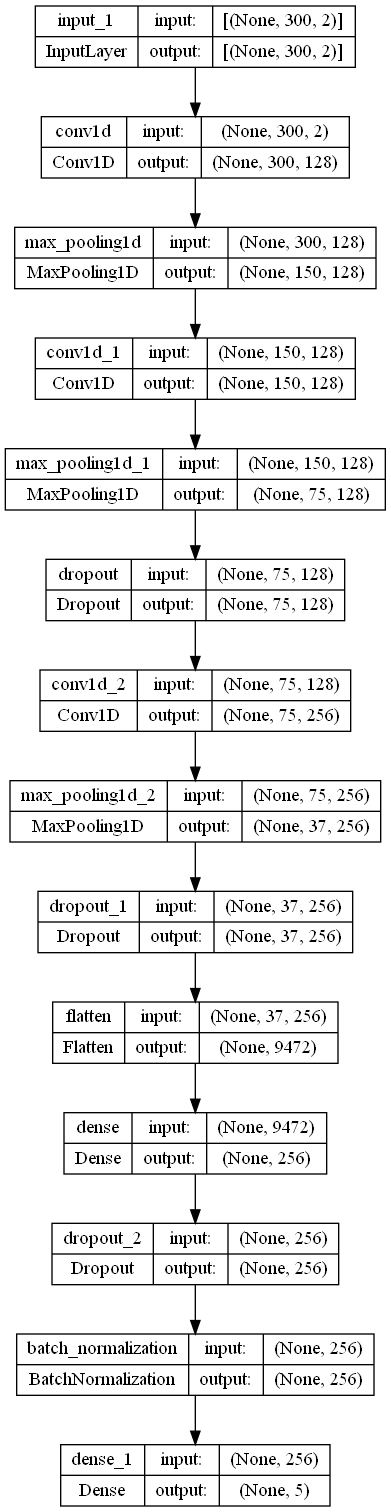 input_1 input: [(None, 300, 2)]
InputLayer output: [(None, 300, 2)]
conv1d input: (None, 300, 2)
Conv1D output: (None, 300, 128)
max_pooling1d input: (None, 300, 128)
MaxPooling1D output: (None, 150, 128)
conv1d_1 input: (None, 150, 128)
Conv1D output: (None, 150, 128)
max_pooling1d_1 input: (None, 150, 128)
MaxPooling1D output: (None, 75, 128)
dropout input: (None, 75, 128)
Dropout output: (None, 75, 128)
conv1d_2 input: (None, 75, 128)
Conv1D output: (None, 75, 256)
max_pooling1d_2 input: (None, 75, 256)
MaxPooling1D output: (None, 37, 256)
dropout_1 input: (None, 37, 256)
Dropout output: (None, 37, 256)
flatten input: (None, 37, 256)
Flatten output: (None, 9472)
dense input: (None, 9472)
Dense output: (None, 256)
dropout_2 input: (None, 256)
Dropout output: (None, 256)
batch_normalization input: (None, 256)
BatchNormalization output: (None, 256)
dense_1 input: (None, 256)
Dense output: (None, 5)